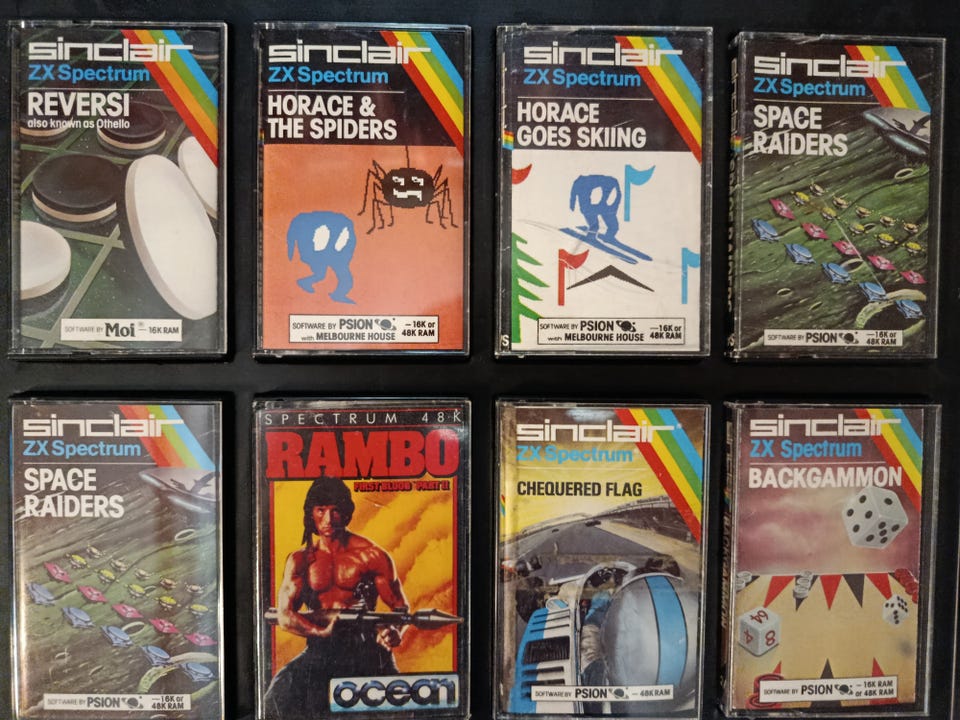 sinclair
ZX Spectrum
REVERSI
also known as Othello
SOFTWARE BY Moi — 16K RAM
sinclair
ZX Spectrum
HORACE &
THE SPIDERS
SOFTWARE BY PSION — 16K or
with MELBOURNE HOUSE 48K RAM
sinclair
ZX Spectrum
HORACE
GOES SKIING
SOFTWARE BY PSION — 16K or
with MELBOURNE HOUSE 48K RAM
sinclair
ZX Spectrum
SPACE
RAIDERS
SOFTWARE BY PSION — 16K or
48K RAM
sinclair
ZX Spectrum
SPACE
RAIDERS
SOFTWARE BY PSION — 16K or
48K RAM
SPECTRUM 48K
RAMBO
FIRST BLOOD PART II
ocean
sinclair
ZX Spectrum
CHEQUERED FLAG
SOFTWARE BY PSION — 48K RAM
sinclair
ZX Spectrum
BACKGAMMON
64
8
SOFTWARE BY PSION — 16K RAM
or 48K RAM